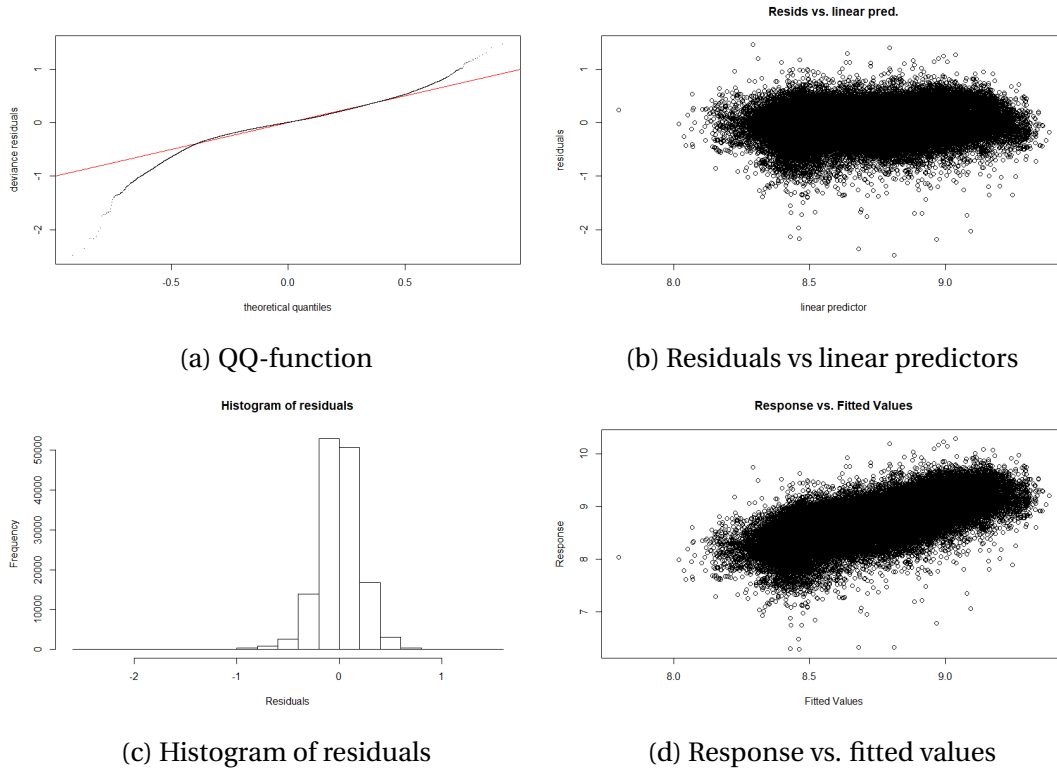 deviance residuals
1
0
-1
-2
-0.5 0.0 0.5
theoretical quantiles
(a) QQ-function
Resids vs. linear pred.
residuals
1
0
-1
-2
8.0 8.5 9.0
linear predictor
(b) Residuals vs linear predictors
Histogram of residuals
Frequency
50000
40000
30000
20000
10000
0
-2 -1 0 1
Residuals
(c) Histogram of residuals
Response vs. Fitted Values
Response
10
9
8
7
8.0 8.5 9.0
Fitted Values
(d) Response vs. fitted values